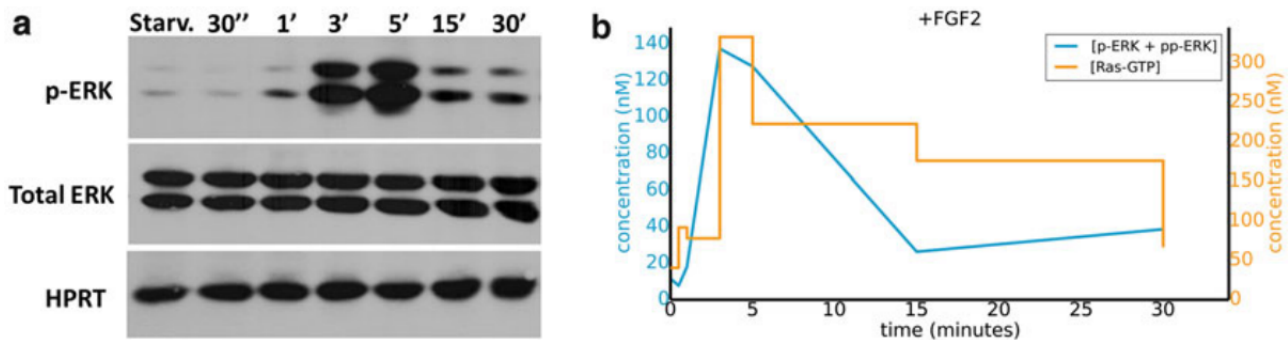 a
Starv. 30'' 1' 3' 5' 15' 30'
p-ERK
Total ERK
HPRT
b
+FGF2
[p-ERK + pp-ERK]
[Ras-GTP]
concentration (nM)
140
120
100
80
60
40
20
0
0 5 10 15 20 25 30
time (minutes)
300
250
200
150
100
50
0
concentration (nM)